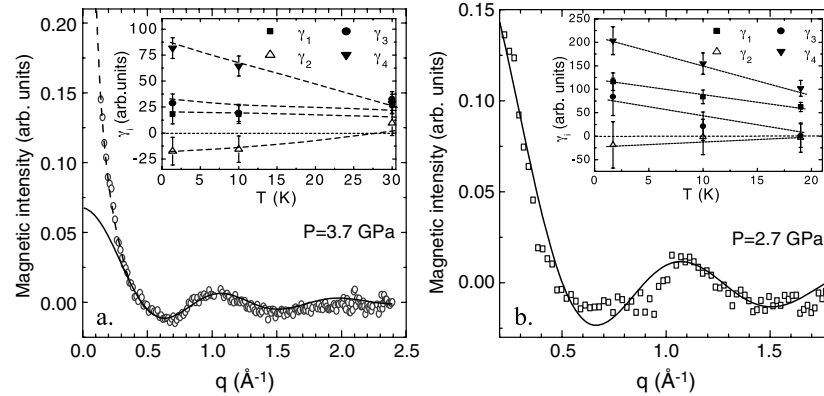 0.20
0.15
0.10
0.05
0.00
Magnetic intensity (arb. units)
0.0 0.5 1.0 1.5 2.0 2.5
q (Å⁻¹)
a.
P=3.7 GPa
100
75
50
25
0
-25
γᵢ (arb.units)
0 5 10 15 20 25 30
T (K)
γ₁ γ₃
γ₂ γ₄
0.15
0.10
0.05
0.00
Magnetic intensity (arb. units)
0.5 1.0 1.5
q (Å⁻¹)
b.
P=2.7 GPa
250
200
150
100
50
0
-50
γᵢ (arb. units)
0 5 10 15 20
T (K)
γ₁ γ₃
γ₂ γ₄